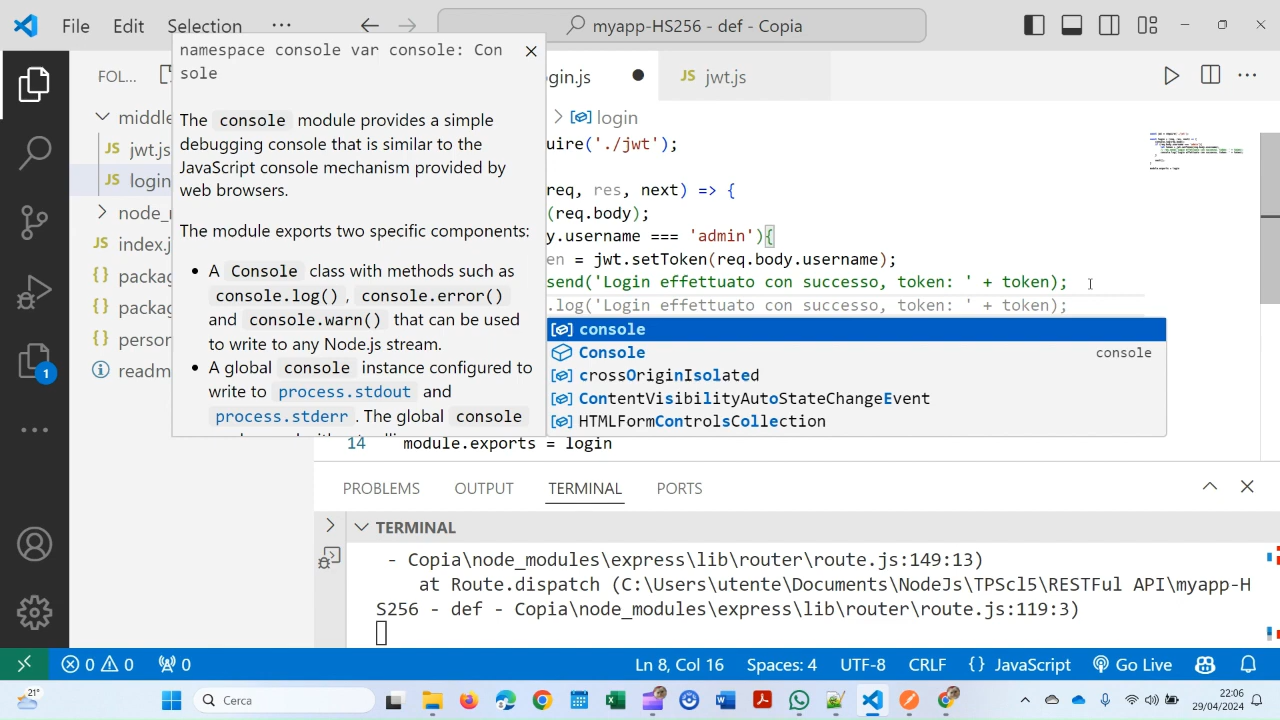 File Edit Selection ···
myapp-HS256 - def - Copia
namespace console var console: Con
sole
The console module provides a simple
debugging console that is similar to the
JavaScript console mechanism provided by
web browsers.
The module exports two specific components:
• A Console class with methods such as
console.log(), console.error()
and console.warn() that can be used
to write to any Node.js stream.
• A global console instance configured to
write to process.stdout and
process.stderr. The global console
FOL...
middle
JS jwt.js
JS login
node_r
JS index.j
{} packag
{} packag
{} person
readm
1
gin.js
JS jwt.js
login
uire('./jwt');
req, res, next) => {
(req.body);
y.username === 'admin'){
en = jwt.setToken(req.body.username);
send('Login effettuato con successo, token: ' + token);
.log('Login effettuato con successo, token: ' + token);
console
Console console
crossOriginIsolated
ContentVisibilityAutoStateChangeEvent
HTMLFormControlsCollection
14 module.exports = login
PROBLEMS OUTPUT TERMINAL PORTS
TERMINAL
- Copia\node_modules\express\lib\router\route.js:149:13)
at Route.dispatch (C:\Users\utente\Documents\NodeJs\TPScl5\RESTFul API\myapp-H
S256 - def - Copia\node_modules\express\lib\router\route.js:119:3)
0 0 0 Ln 8, Col 16 Spaces: 4 UTF-8 CRLF {} JavaScript Go Live
21° Cerca 22:06
29/04/2024